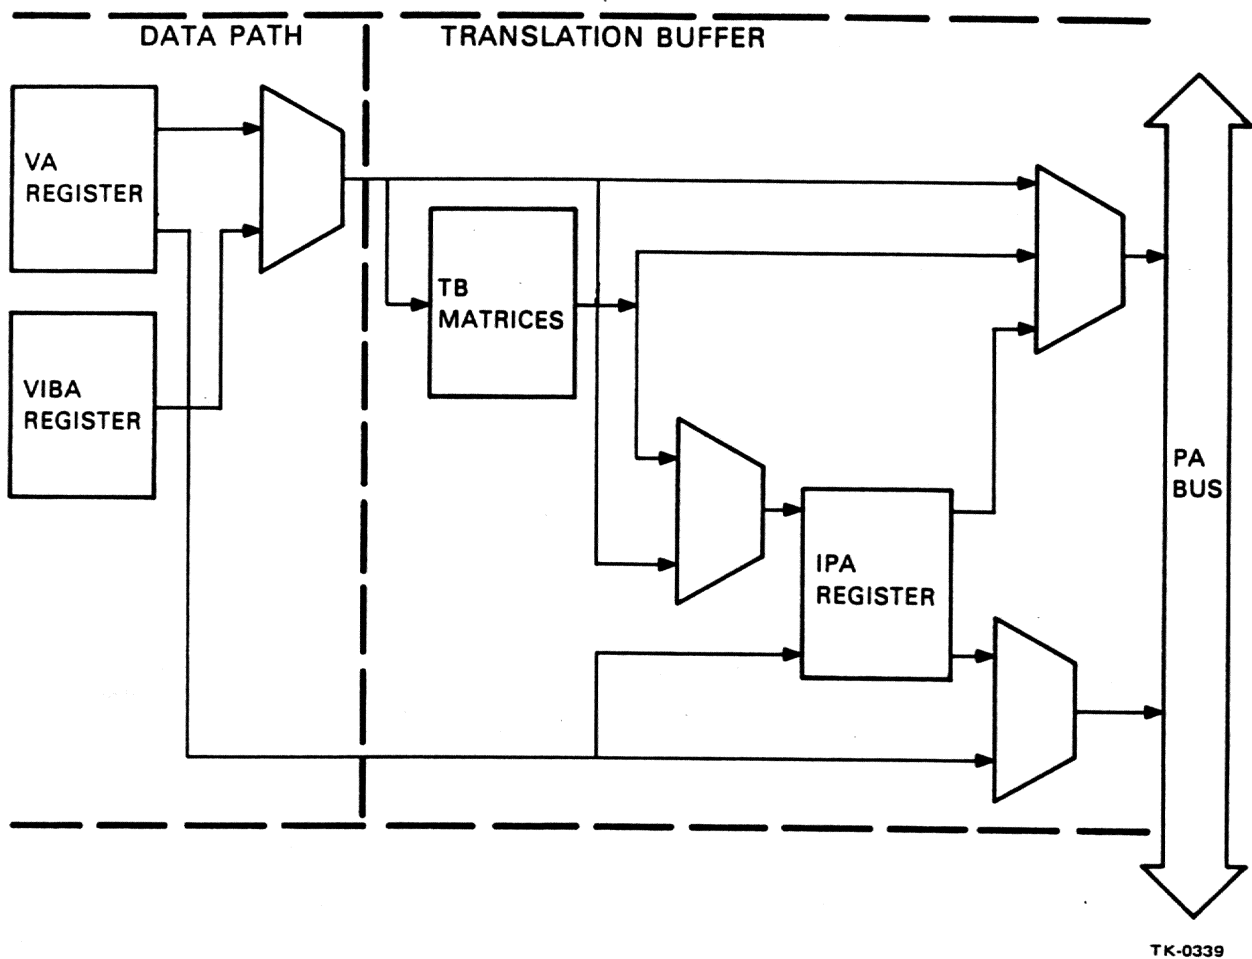 DATA PATH
TRANSLATION BUFFER
VA
REGISTER
TB
MATRICES
VIBA
REGISTER
PA
BUS
IPA
REGISTER
TK-0339